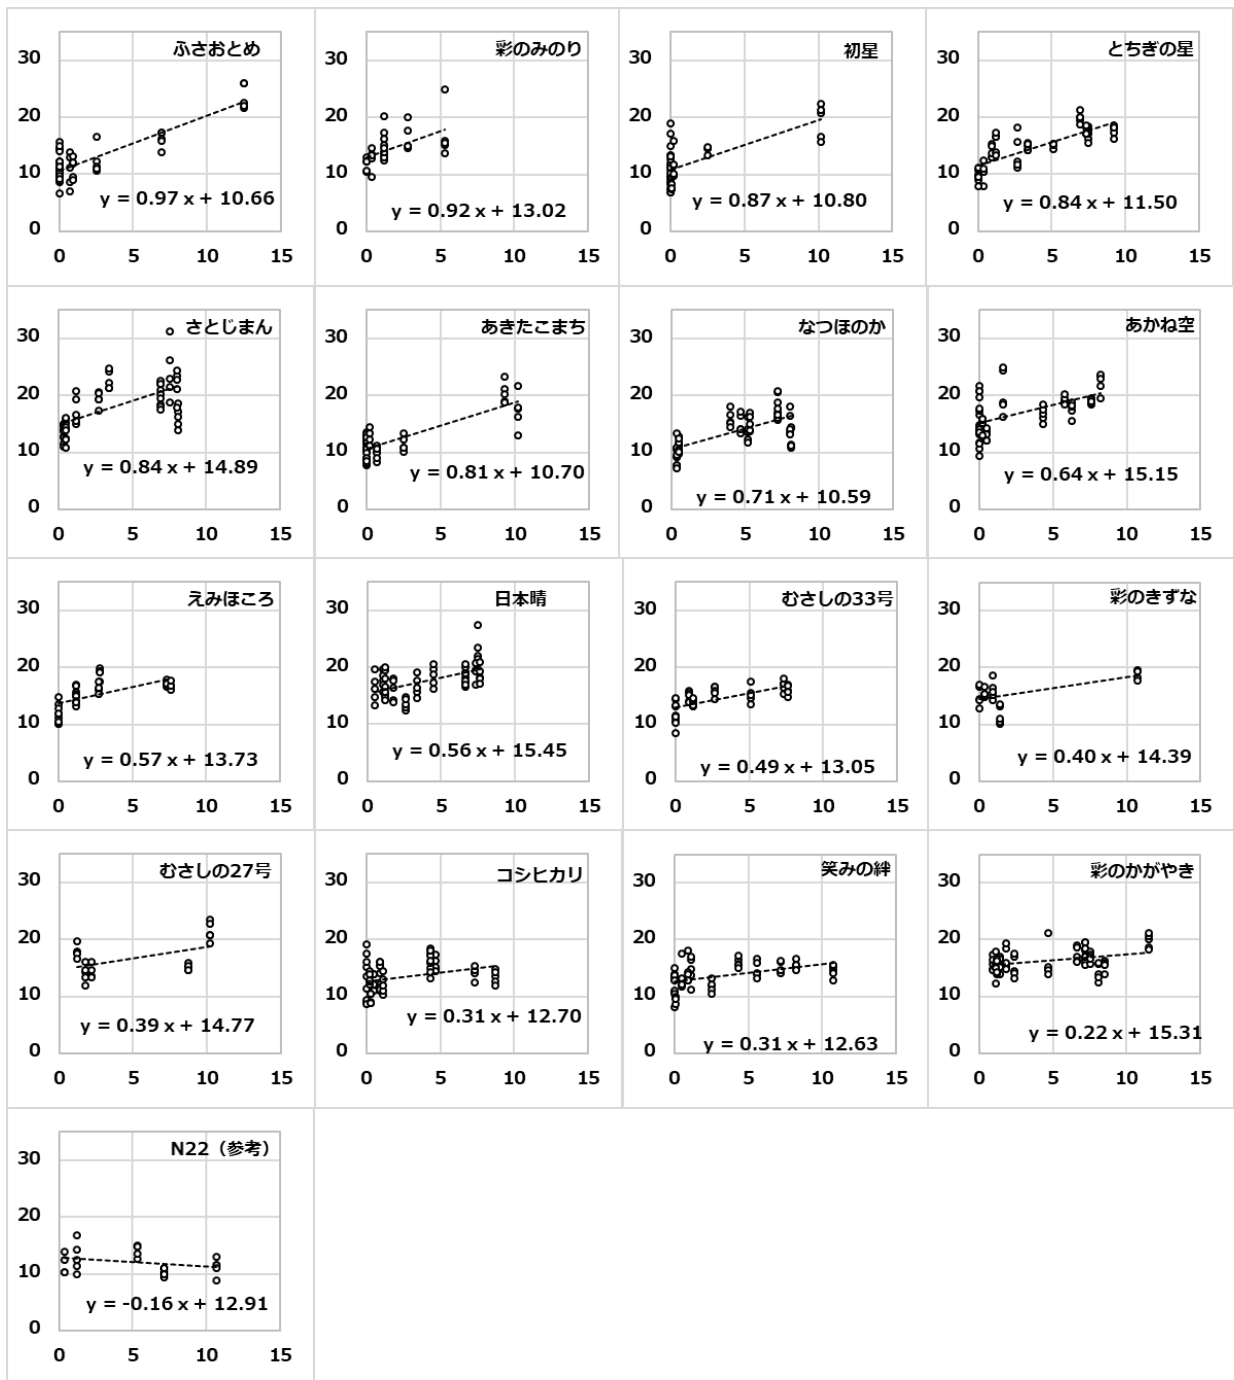 ふさおとめ
30
20
10
0
y = 0.97 x + 10.66
0 5 10 15
彩のみのり
30
20
10
0
y = 0.92 x + 13.02
0 5 10 15
初星
30
20
10
0
y = 0.87 x + 10.80
0 5 10 15
とちぎの星
30
20
10
0
y = 0.84 x + 11.50
0 5 10 15
さとじまん
30
20
10
0
y = 0.84 x + 14.89
0 5 10 15
あきたこまち
30
20
10
0
y = 0.81 x + 10.70
0 5 10 15
なつほのか
30
20
10
0
y = 0.71 x + 10.59
0 5 10 15
あかね空
30
20
10
0
y = 0.64 x + 15.15
0 5 10 15
えみほころ
30
20
10
0
y = 0.57 x + 13.73
0 5 10 15
日本晴
30
20
10
0
y = 0.56 x + 15.45
0 5 10 15
むさしの33号
30
20
10
0
y = 0.49 x + 13.05
0 5 10 15
彩のきずな
30
20
10
0
y = 0.40 x + 14.39
0 5 10 15
むさしの27号
30
20
10
0
y = 0.39 x + 14.77
0 5 10 15
コシヒカリ
30
20
10
0
y = 0.31 x + 12.70
0 5 10 15
笑みの絆
30
20
10
0
y = 0.31 x + 12.63
0 5 10 15
彩のかがやき
30
20
10
0
y = 0.22 x + 15.31
0 5 10 15
N22（参考）
30
20
10
0
y = -0.16 x + 12.91
0 5 10 15